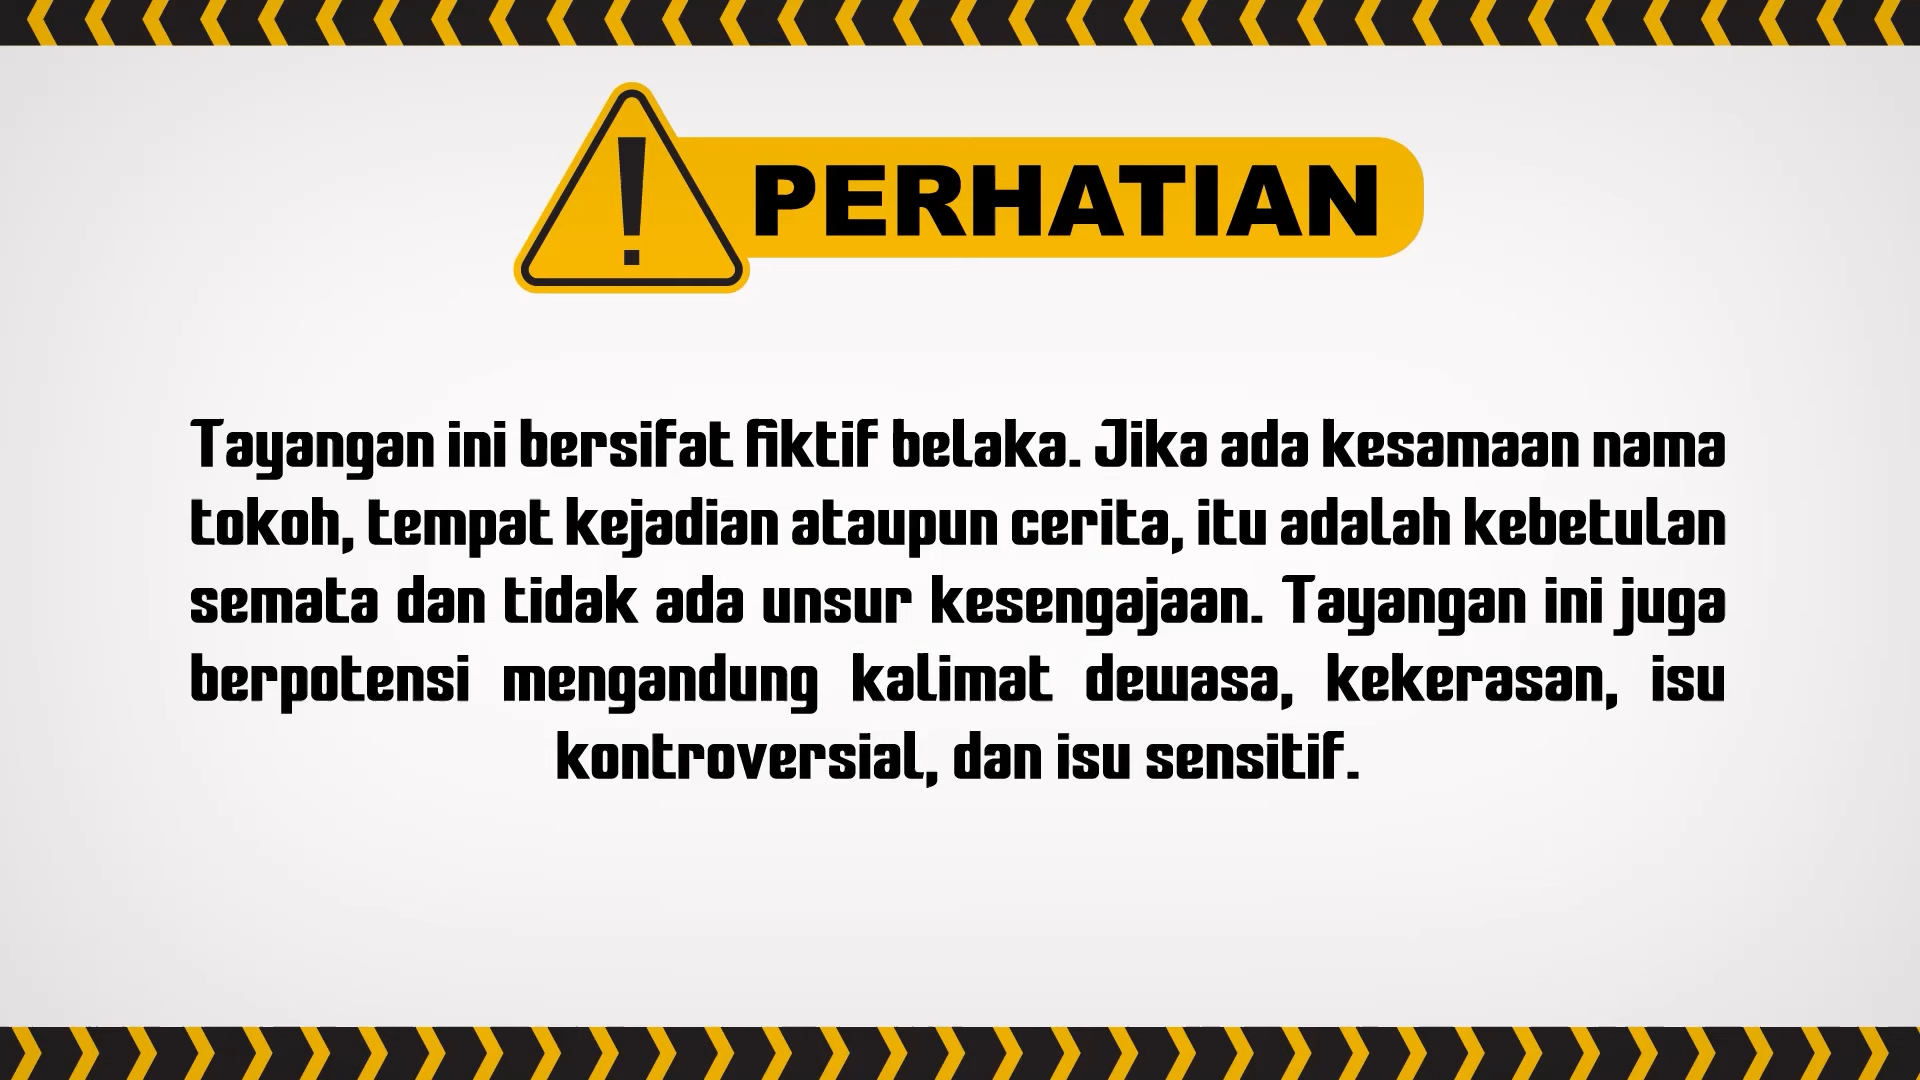 PERHATIAN
Tayangan ini bersifat fiktif belaka. Jika ada kesamaan nama
tokoh, tempat kejadian ataupun cerita, itu adalah kebetulan
semata dan tidak ada unsur kesengajaan. Tayangan ini juga
berpotensi mengandung kalimat dewasa, kekerasan, isu
kontroversial, dan isu sensitif.